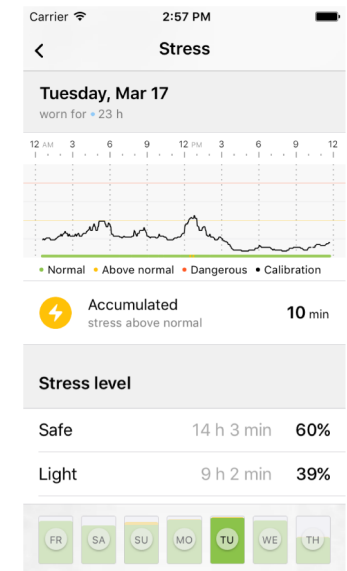 Carrier 2:57 PM
Stress
Tuesday, Mar 17
worn for • 23 h
12 AM 3 6 9 12 PM 3 6 9 12
• Normal • Above normal • Dangerous • Calibration
Accumulated
stress above normal
10 min
Stress level
Safe 14 h 3 min 60%
Light 9 h 2 min 39%
FR SA SU MO TU WE TH